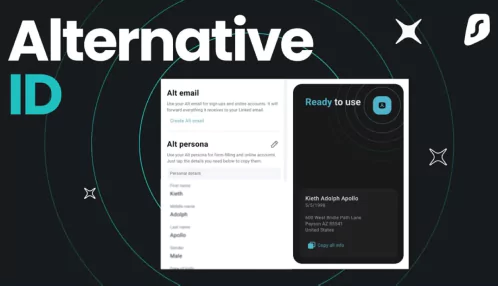 Alternative
ID
Alt email
Use your Alt email for sign-ups and online accounts. It will
forward everything it receives to your Linked email.
Create Alt email
Alt persona
Use your Alt persona for form filling and online accounts.
Just tap the details you need below to copy them.
Personal details
First name
Kieth
Middle name
Adolph
Last name
Apollo
Gender
Male
Ready to use
Kieth Adolph Apollo
5/5/1986
600 West Bridle Path Lane
Payson AZ 85541
United States
Copy all info